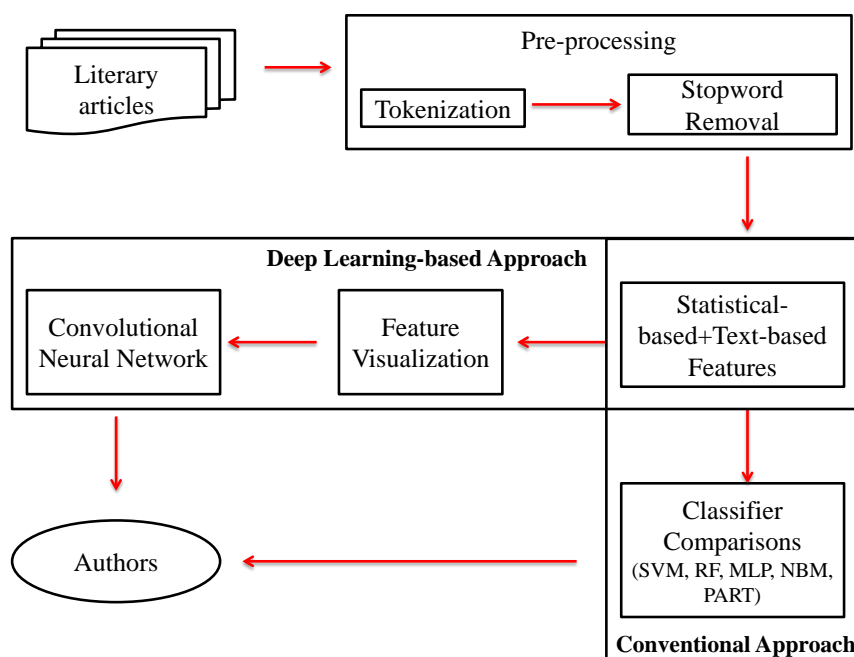 Literary
articles
Pre-processing
Tokenization
Stopword
Removal
Deep Learning-based Approach
Convolutional
Neural Network
Feature
Visualization
Statistical-
based+Text-based
Features
Authors
Classifier
Comparisons
(SVM, RF, MLP, NBM,
PART)
Conventional Approach